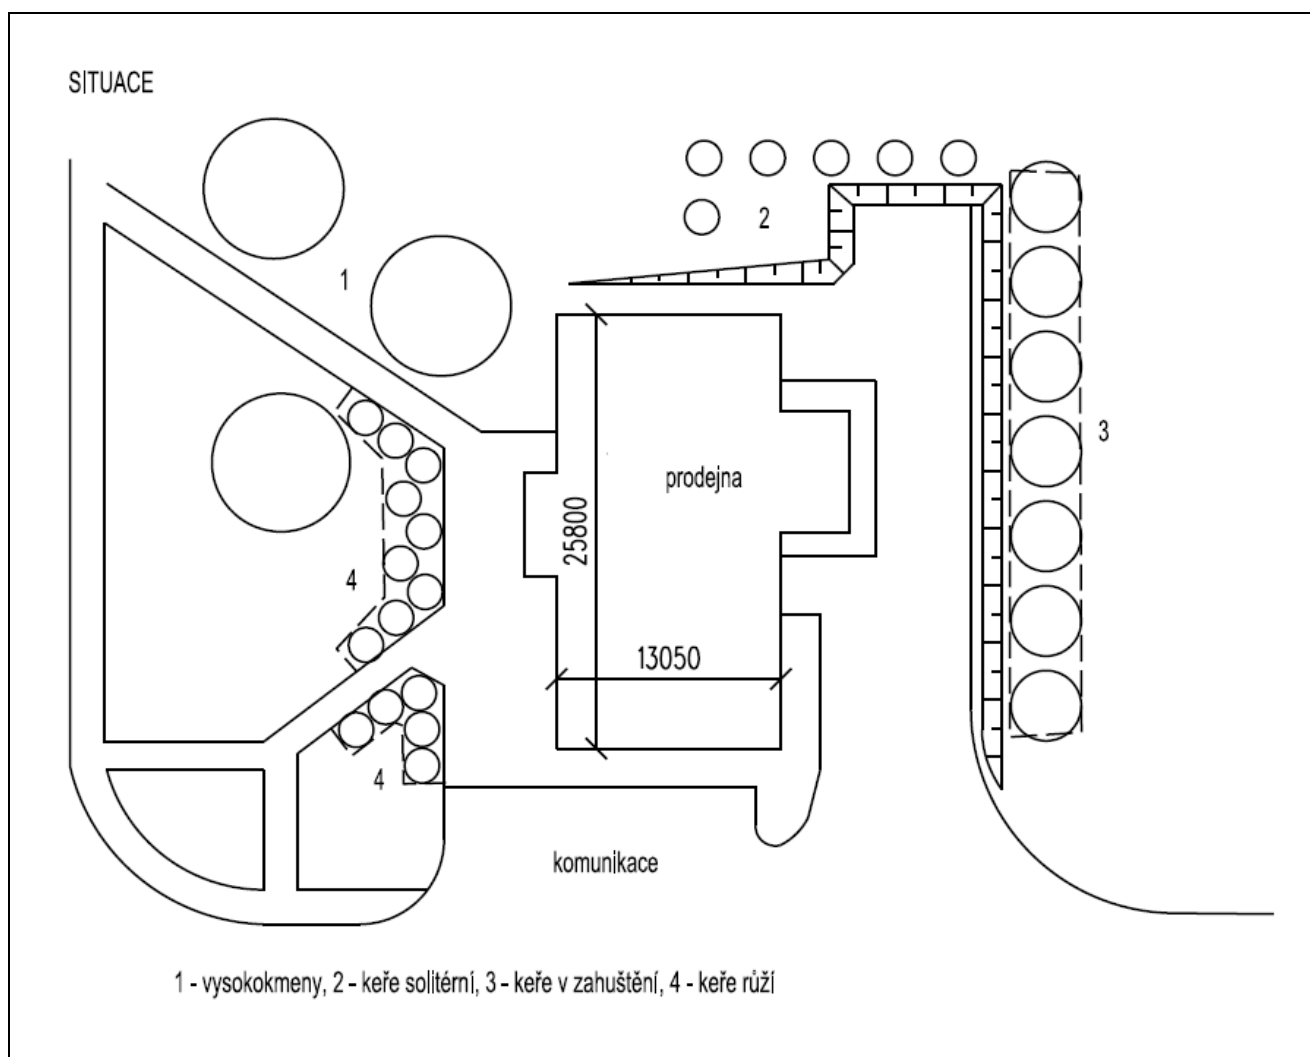 SITUACE
1
2
3
prodejna
25800
4
13050
4
komunikace
1 - vysokokmeny, 2 - keře solitérní, 3 - keře v zahuštění, 4 - keře růží